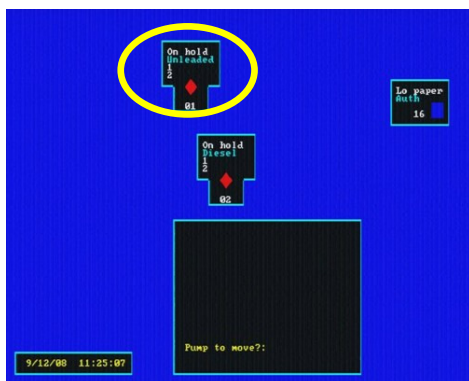 On hold
Unleaded
1
2
01
Lo paper
Auth
16
On hold
Diesel
1
2
02
Pump to move?:
9/12/08 11:25:07